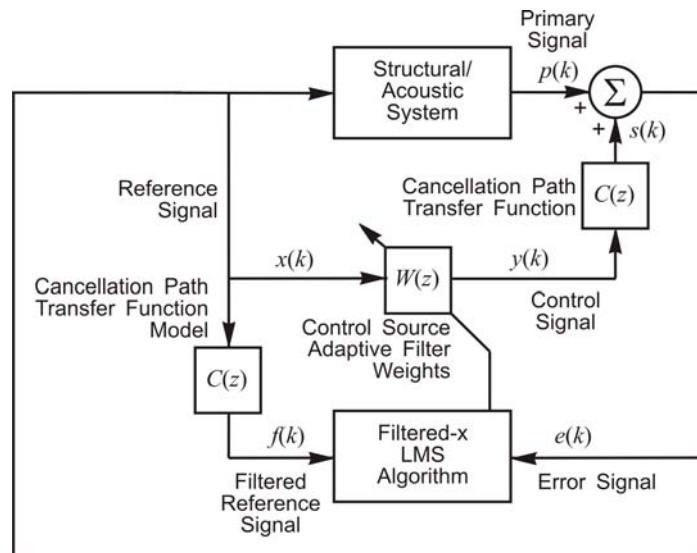 Primary
Signal
Structural/
Acoustic
System
p(k)
Σ
+
+
s(k)
Reference
Signal
Cancellation Path
Transfer Function
C(z)
x(k)
W(z)
y(k)
Cancellation Path
Transfer Function
Model
Control Source
Adaptive Filter
Weights
Control
Signal
C(z)
f(k)
Filtered-x
LMS
Algorithm
e(k)
Filtered
Reference
Signal
Error Signal